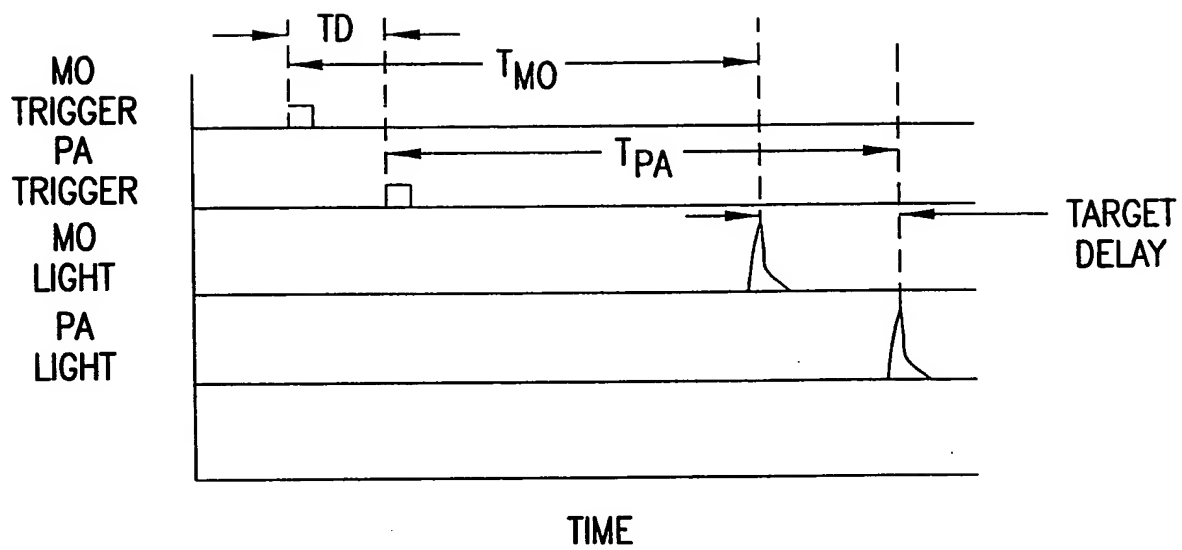 TD
T_MO
MO
TRIGGER
PA
TRIGGER
T_PA
MO
LIGHT
TARGET
DELAY
PA
LIGHT
TIME